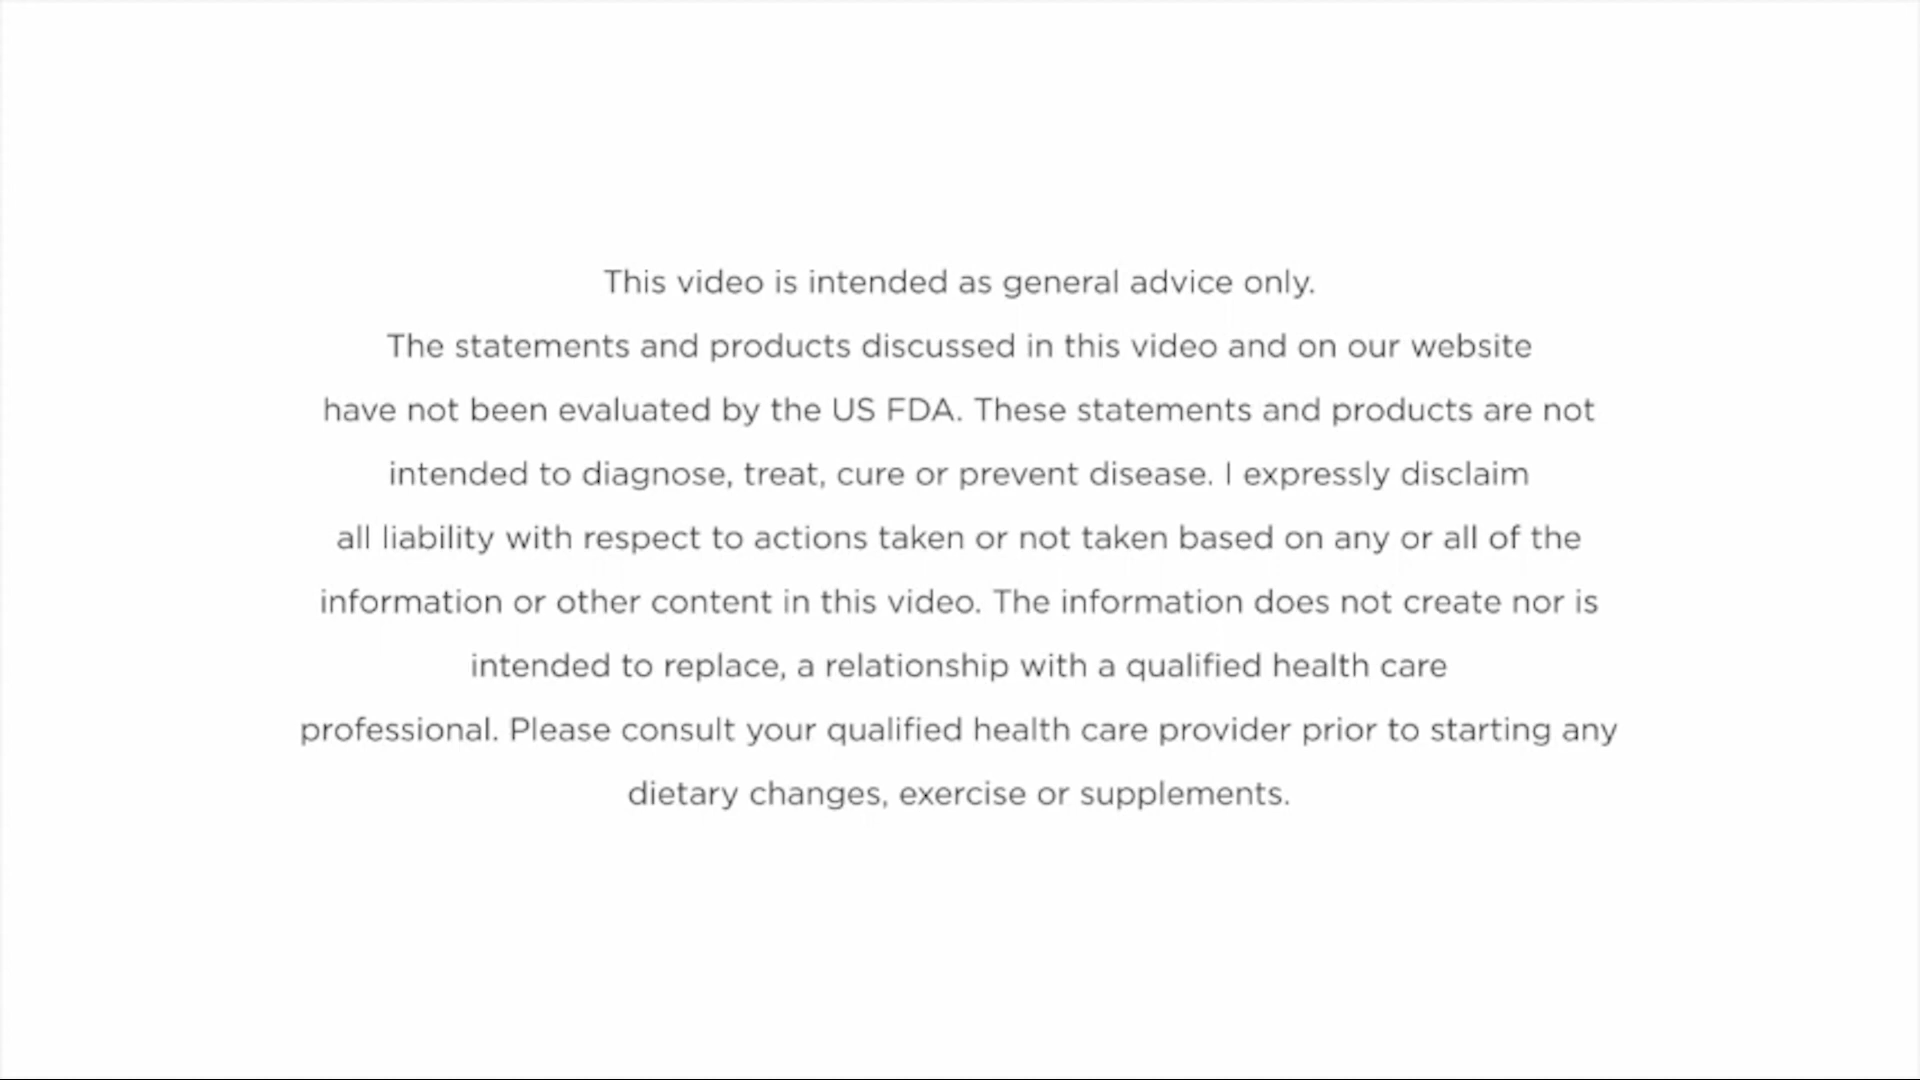 This video is intended as general advice only.
The statements and products discussed in this video and on our website
have not been evaluated by the US FDA. These statements and products are not
intended to diagnose, treat, cure or prevent disease. I expressly disclaim
all liability with respect to actions taken or not taken based on any or all of the
information or other content in this video. The information does not create nor is
intended to replace, a relationship with a qualified health care
professional. Please consult your qualified health care provider prior to starting any
dietary changes, exercise or supplements.